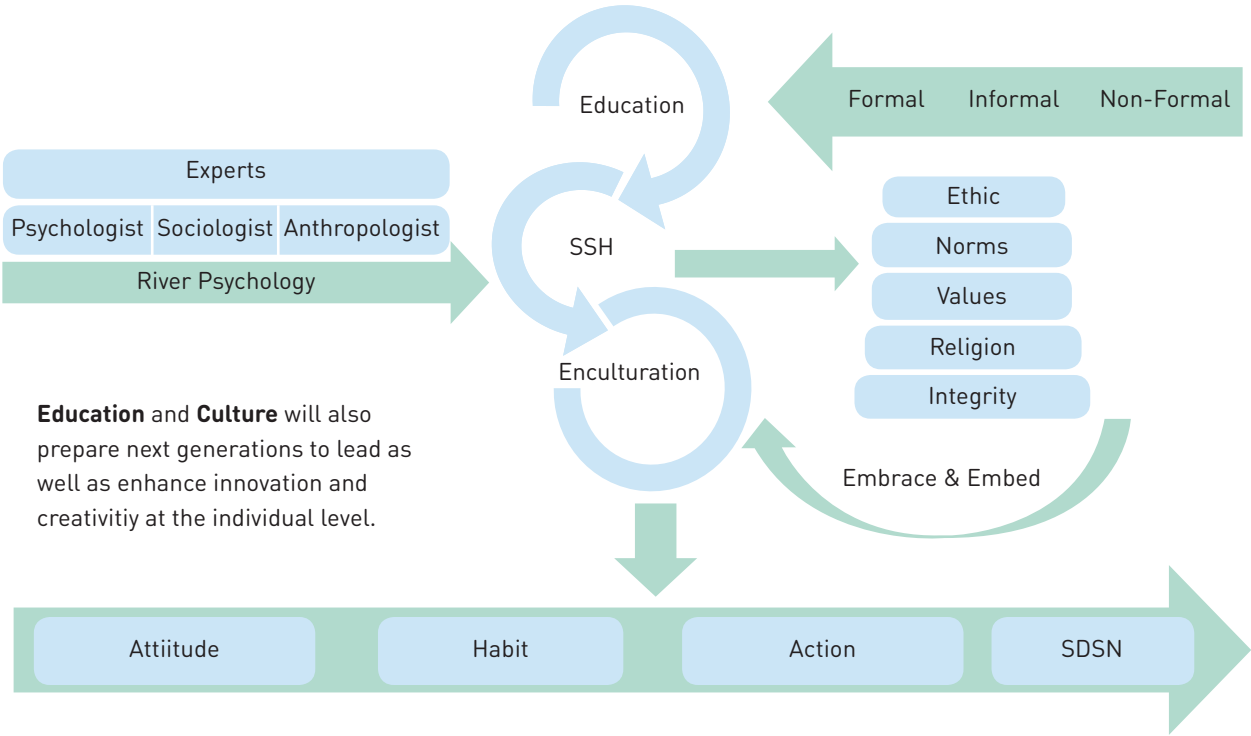 Education
Formal Informal Non-Formal
Experts
Psychologist Sociologist Anthropologist
River Psychology
SSH
Ethic
Norms
Values
Religion
Integrity
Enculturation
Embrace & Embed
Education and Culture will also
prepare next generations to lead as
well as enhance innovation and
creativitiy at the individual level.
Attiitude Habit Action SDSN